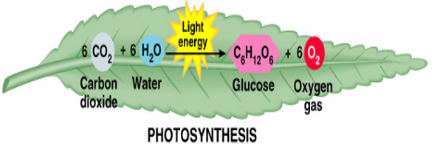 Light
energy
6 CO₂ + 6 H₂O → C₆H₁₂O₆ + 6 O₂
Carbon dioxide
Water
Glucose
Oxygen gas
PHOTOSYNTHESIS